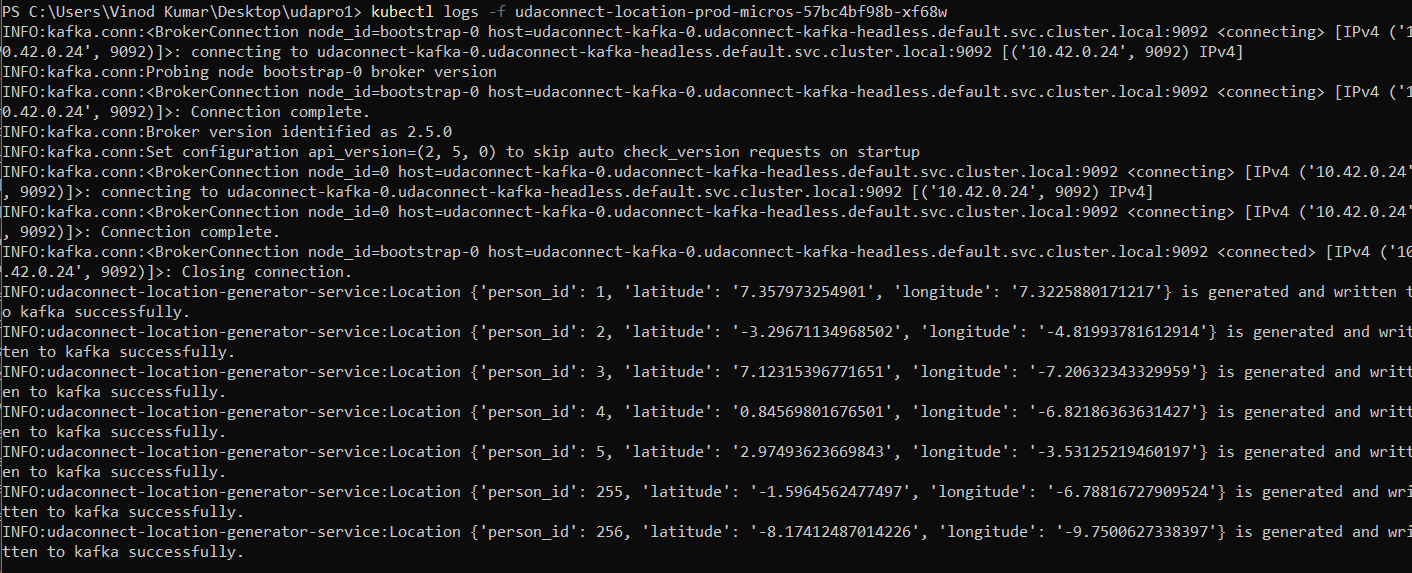 PS C:\Users\Vinod Kumar\Desktop\udapro1> kubectl logs -f udaconnect-location-prod-micros-57bc4bf98b-xf68w
INFO:kafka.conn:<BrokerConnection node_id=bootstrap-0 host=udaconnect-kafka-0.udaconnect-kafka-headless.default.svc.cluster.local:9092 <connecting> [IPv4 ('1
0.42.0.24', 9092)]>: connecting to udaconnect-kafka-0.udaconnect-kafka-headless.default.svc.cluster.local:9092 [('10.42.0.24', 9092) IPv4]
INFO:kafka.conn:Probing node bootstrap-0 broker version
INFO:kafka.conn:<BrokerConnection node_id=bootstrap-0 host=udaconnect-kafka-0.udaconnect-kafka-headless.default.svc.cluster.local:9092 <connecting> [IPv4 ('1
0.42.0.24', 9092)]>: Connection complete.
INFO:kafka.conn:Broker version identified as 2.5.0
INFO:kafka.conn:Set configuration api_version=(2, 5, 0) to skip auto check_version requests on startup
INFO:kafka.conn:<BrokerConnection node_id=0 host=udaconnect-kafka-0.udaconnect-kafka-headless.default.svc.cluster.local:9092 <connecting> [IPv4 ('10.42.0.24'
, 9092)]>: connecting to udaconnect-kafka-0.udaconnect-kafka-headless.default.svc.cluster.local:9092 [('10.42.0.24', 9092) IPv4]
INFO:kafka.conn:<BrokerConnection node_id=0 host=udaconnect-kafka-0.udaconnect-kafka-headless.default.svc.cluster.local:9092 <connecting> [IPv4 ('10.42.0.24'
, 9092)]>: Connection complete.
INFO:kafka.conn:<BrokerConnection node_id=bootstrap-0 host=udaconnect-kafka-0.udaconnect-kafka-headless.default.svc.cluster.local:9092 <connected> [IPv4 ('10
.42.0.24', 9092)]>: Closing connection.
INFO:udaconnect-location-generator-service:Location {'person_id': 1, 'latitude': '7.357973254901', 'longitude': '7.3225880171217'} is generated and written t
o kafka successfully.
INFO:udaconnect-location-generator-service:Location {'person_id': 2, 'latitude': '-3.29671134968502', 'longitude': '-4.81993781612914'} is generated and writ
ten to kafka successfully.
INFO:udaconnect-location-generator-service:Location {'person_id': 3, 'latitude': '7.12315396771651', 'longitude': '-7.20632343329959'} is generated and writt
en to kafka successfully.
INFO:udaconnect-location-generator-service:Location {'person_id': 4, 'latitude': '0.84569801676501', 'longitude': '-6.82186363631427'} is generated and writt
en to kafka successfully.
INFO:udaconnect-location-generator-service:Location {'person_id': 5, 'latitude': '2.97493623669843', 'longitude': '-3.53125219460197'} is generated and writt
en to kafka successfully.
INFO:udaconnect-location-generator-service:Location {'person_id': 255, 'latitude': '-1.5964562477497', 'longitude': '-6.78816727909524'} is generated and wri
tten to kafka successfully.
INFO:udaconnect-location-generator-service:Location {'person_id': 256, 'latitude': '-8.17412487014226', 'longitude': '-9.7500627338397'} is generated and wri
tten to kafka successfully.